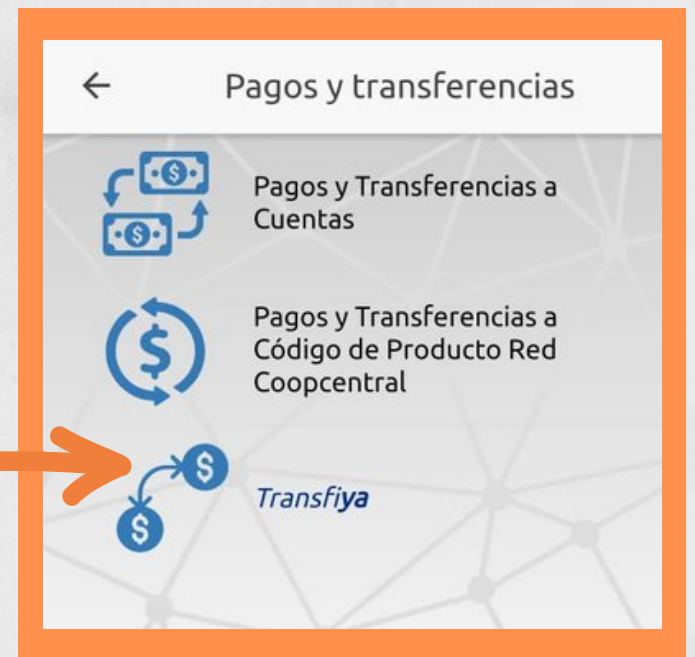 Pagos y transferencias
Pagos y Transferencias a
Cuentas
Pagos y Transferencias a
Código de Producto Red
Coopcentral
Transfiya